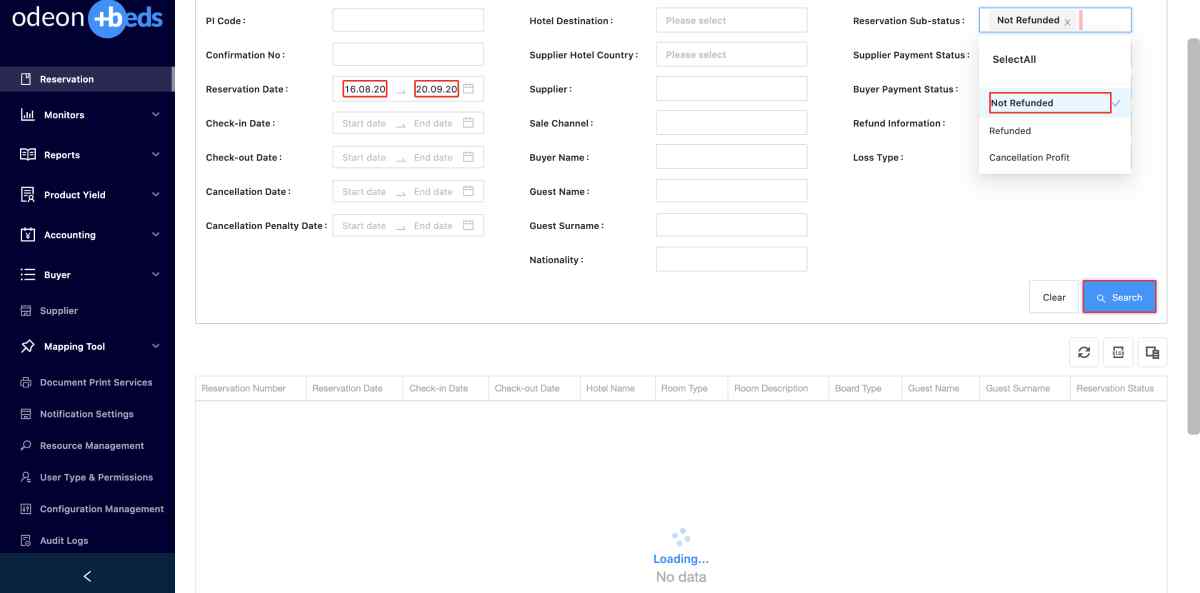 odeon +beds
Reservation
Monitors
Reports
Product Yield
Accounting
Buyer
Supplier
Mapping Tool
Document Print Services
Notification Settings
Resource Management
User Type & Permissions
Configuration Management
Audit Logs
PI Code :
Confirmation No :
Reservation Date : 16.08.20 → 20.09.20
Check-in Date : Start date → End date
Check-out Date : Start date → End date
Cancellation Date : Start date → End date
Cancellation Penalty Date : Start date → End date
Hotel Destination : Please select
Supplier Hotel Country : Please select
Supplier :
Sale Channel :
Buyer Name :
Guest Name :
Guest Surname :
Nationality :
Reservation Sub-status : Not Refunded
Supplier Payment Status :
Buyer Payment Status :
Refund Information :
Loss Type :
SelectAll
Not Refunded
Refunded
Cancellation Profit
Clear Search
Reservation Number Reservation Date Check-in Date Check-out Date Hotel Name Room Type Room Description Board Type Guest Name Guest Surname Reservation Status
Loading...
No data